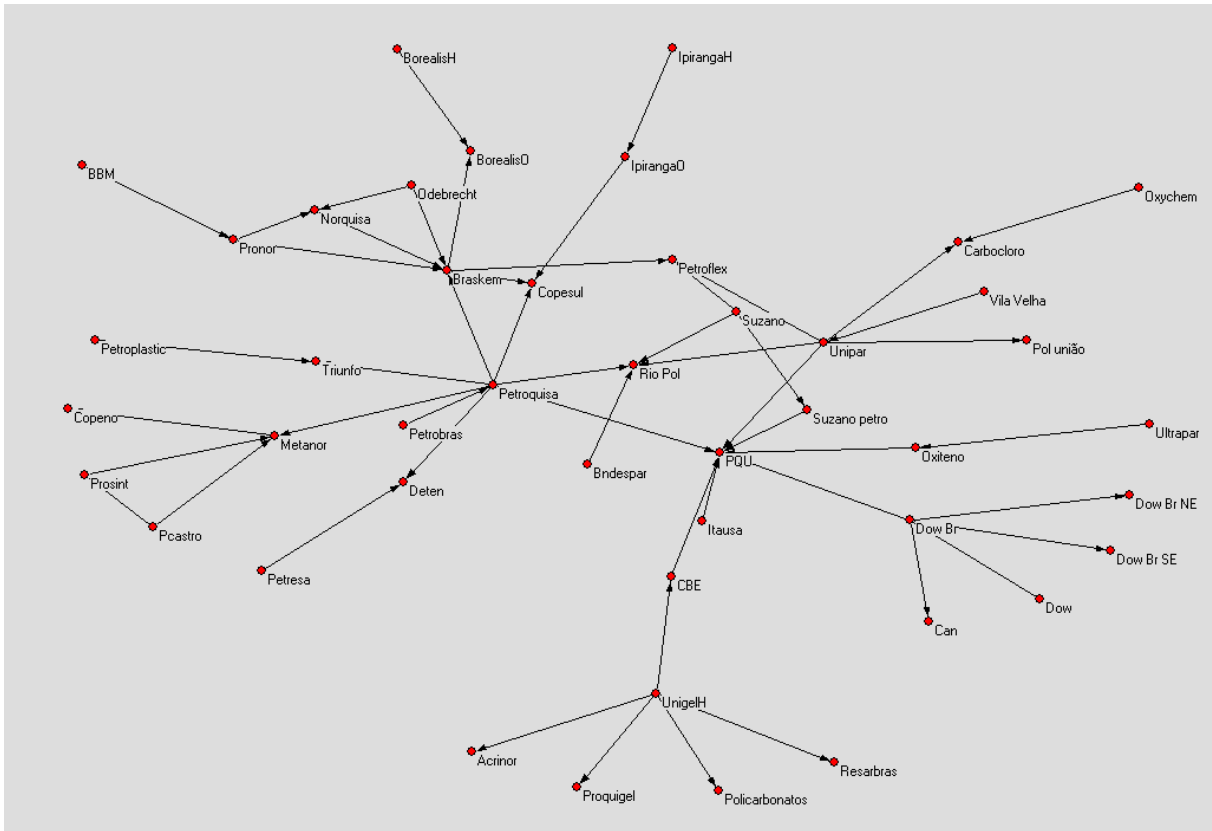 BorealisH
IpirangaH
BorealisO
IpirangaO
BBM
Odebrecht
Oxychem
Norquisa
Pronor
Carbocloro
Petroflex
Braskem
Copesul
Vila Velha
Suzano
Petroplastic
Unipar
Pol união
Triunfo
Rio Pol
Petroquisa
Copeno
Suzano petro
Petrobras
Ultrapar
Metanor
Oxiteno
PQU
Bndespar
Prosint
Deten
Dow Br NE
Itausa
Dow Br
Pcastro
Dow Br SE
Petresa
CBE
Dow
Can
UnigelH
Acrinor
Resarbras
Proquigel
Policarbonatos